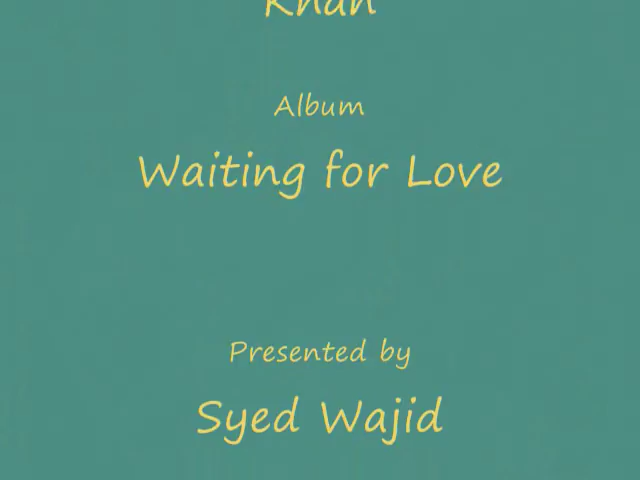 Khan
Album
Waiting for Love
Presented by
Syed Wajid